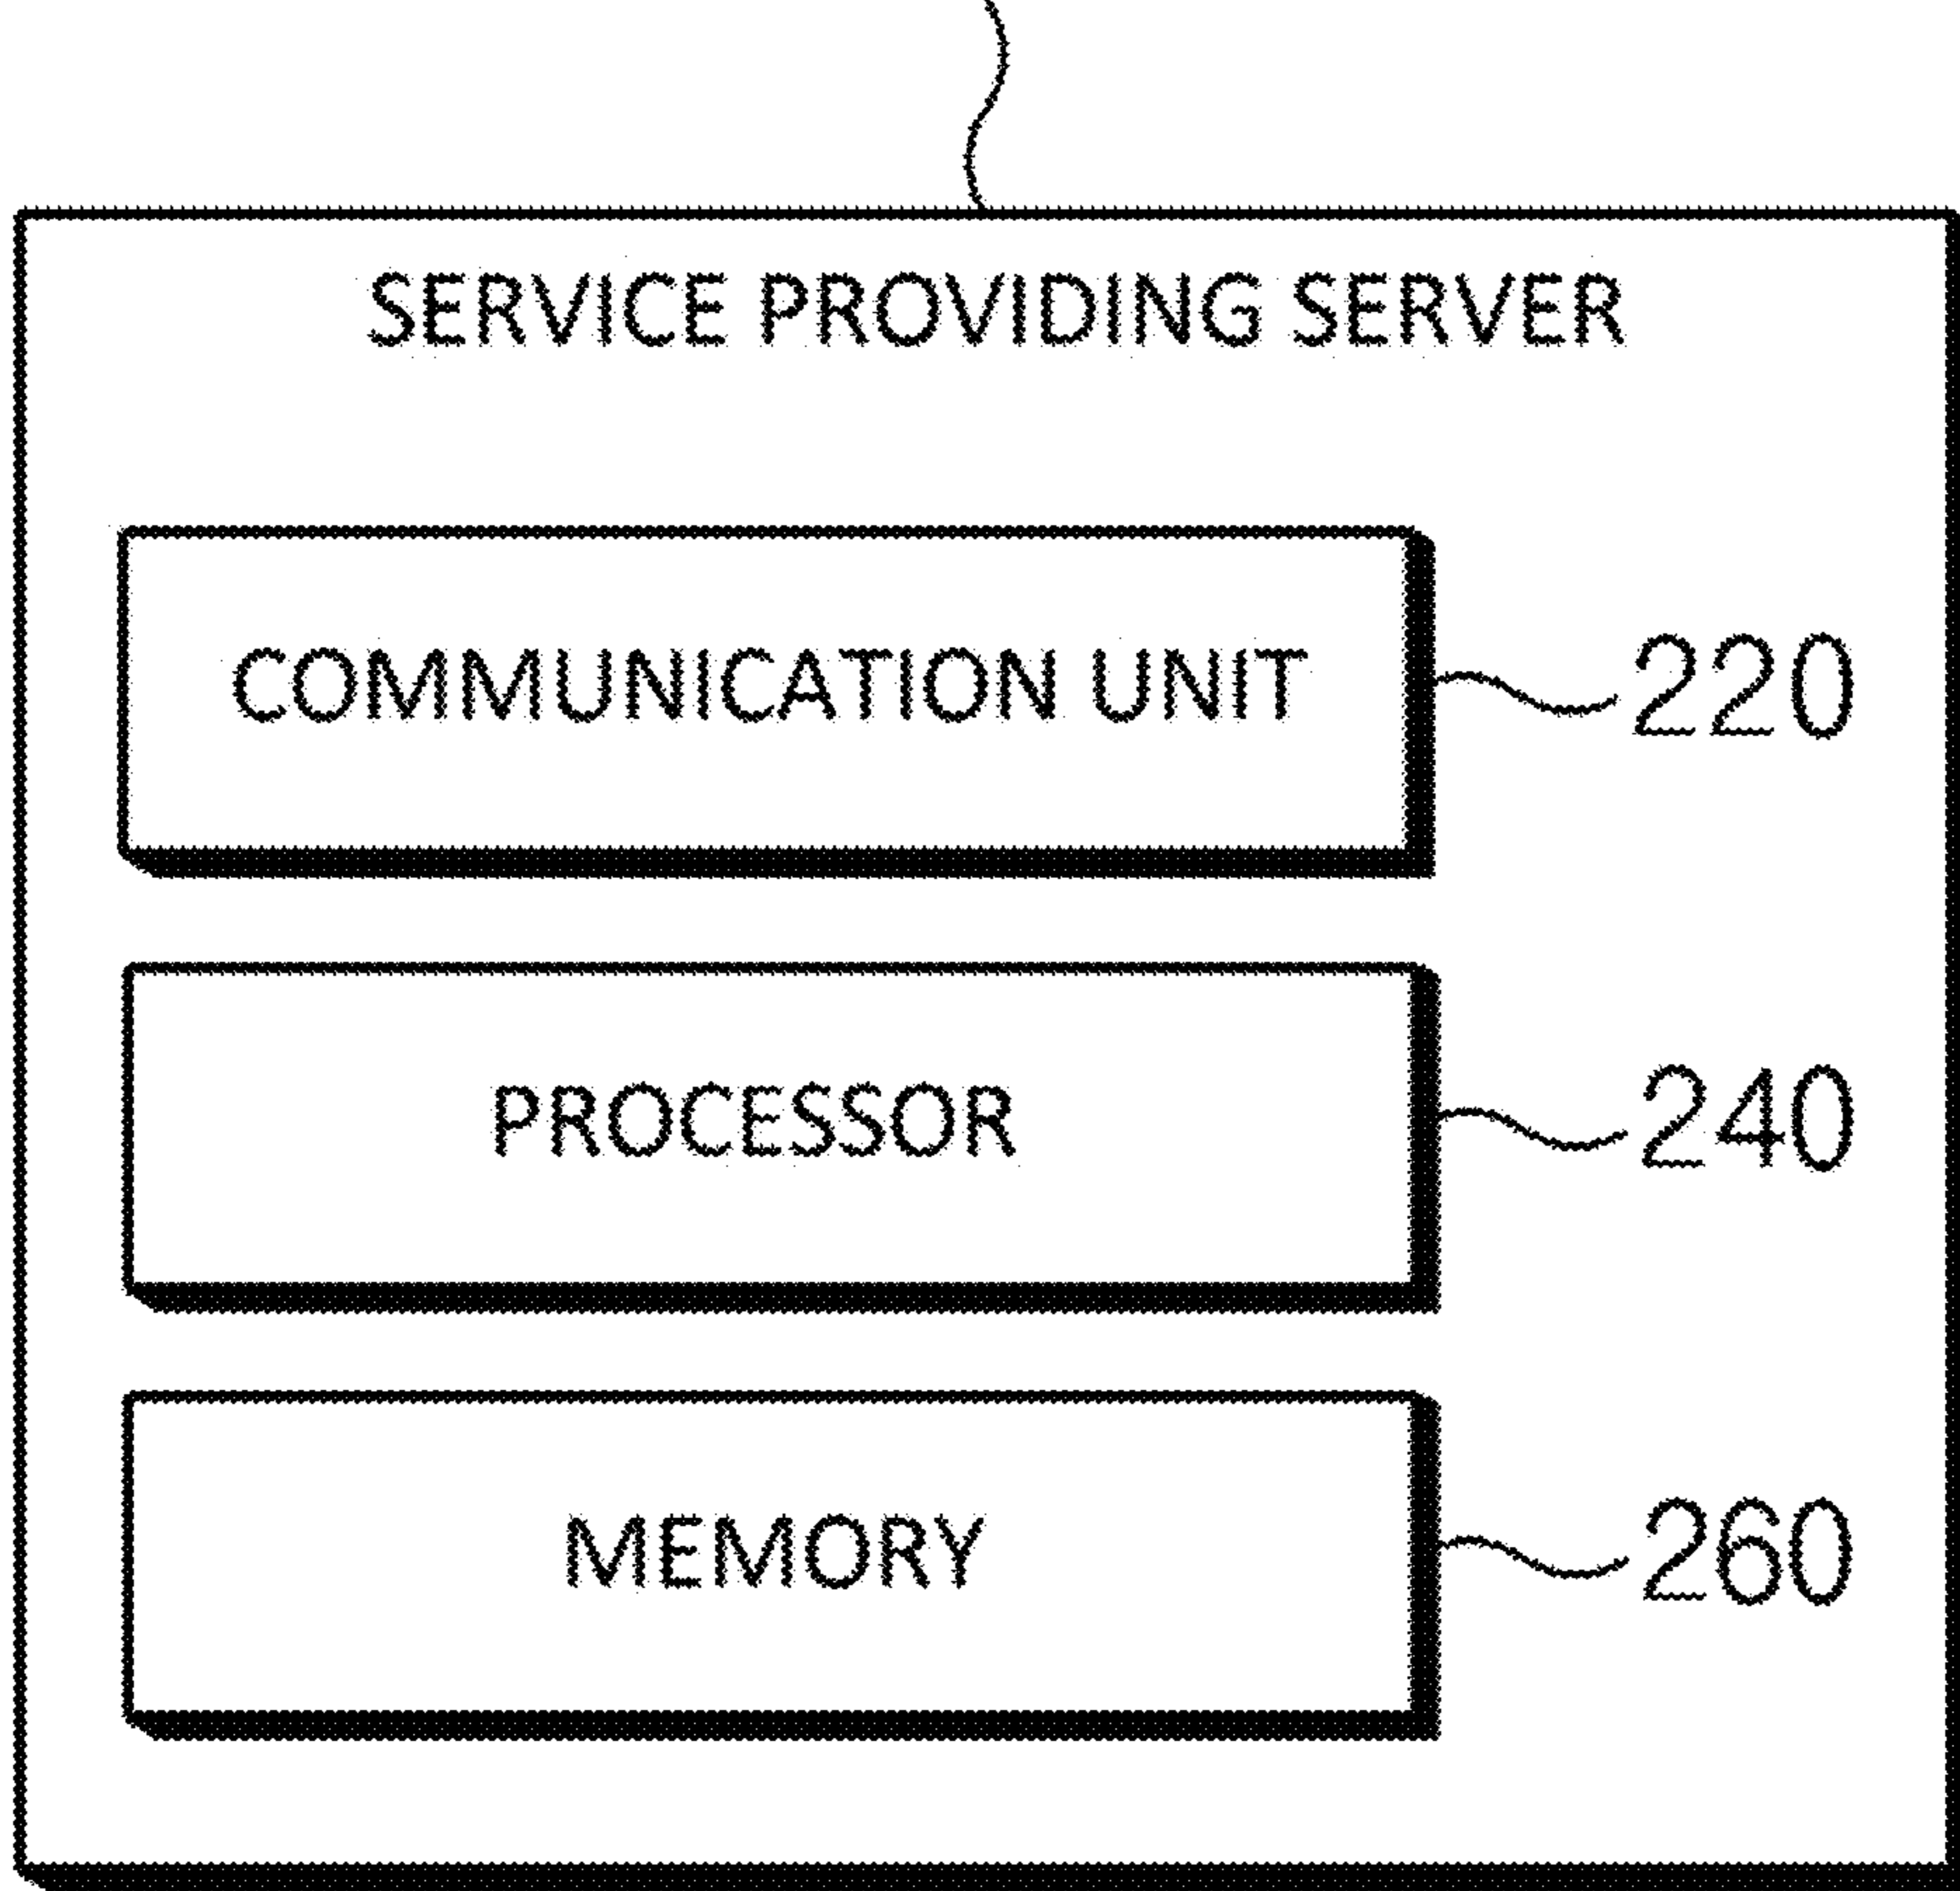 SERVICE PROVIDING SERVER
COMMUNICATION UNIT 220
PROCESSOR 240
MEMORY 260